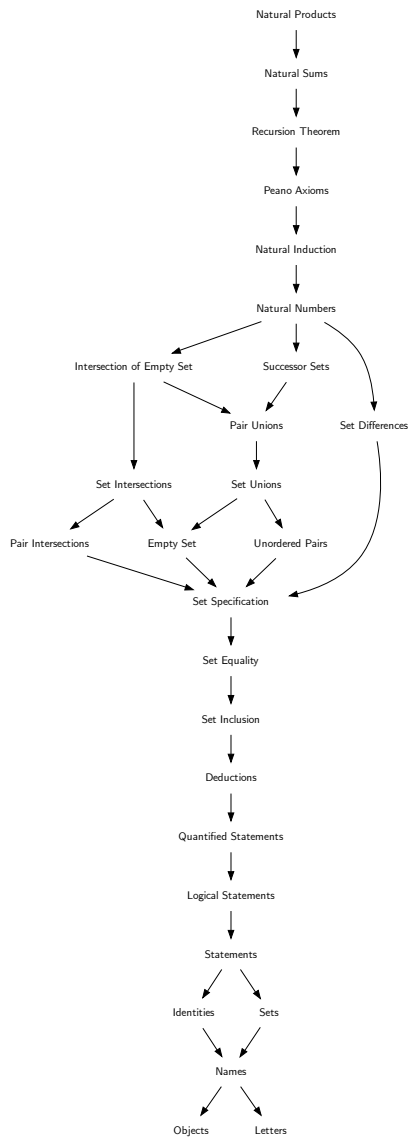 Natural Products
Natural Sums
Recursion Theorem
Peano Axioms
Natural Induction
Natural Numbers
Intersection of Empty Set
Successor Sets
Pair Unions
Set Differences
Set Intersections
Set Unions
Pair Intersections
Empty Set
Unordered Pairs
Set Specification
Set Equality
Set Inclusion
Deductions
Quantified Statements
Logical Statements
Statements
Identities
Sets
Names
Objects
Letters